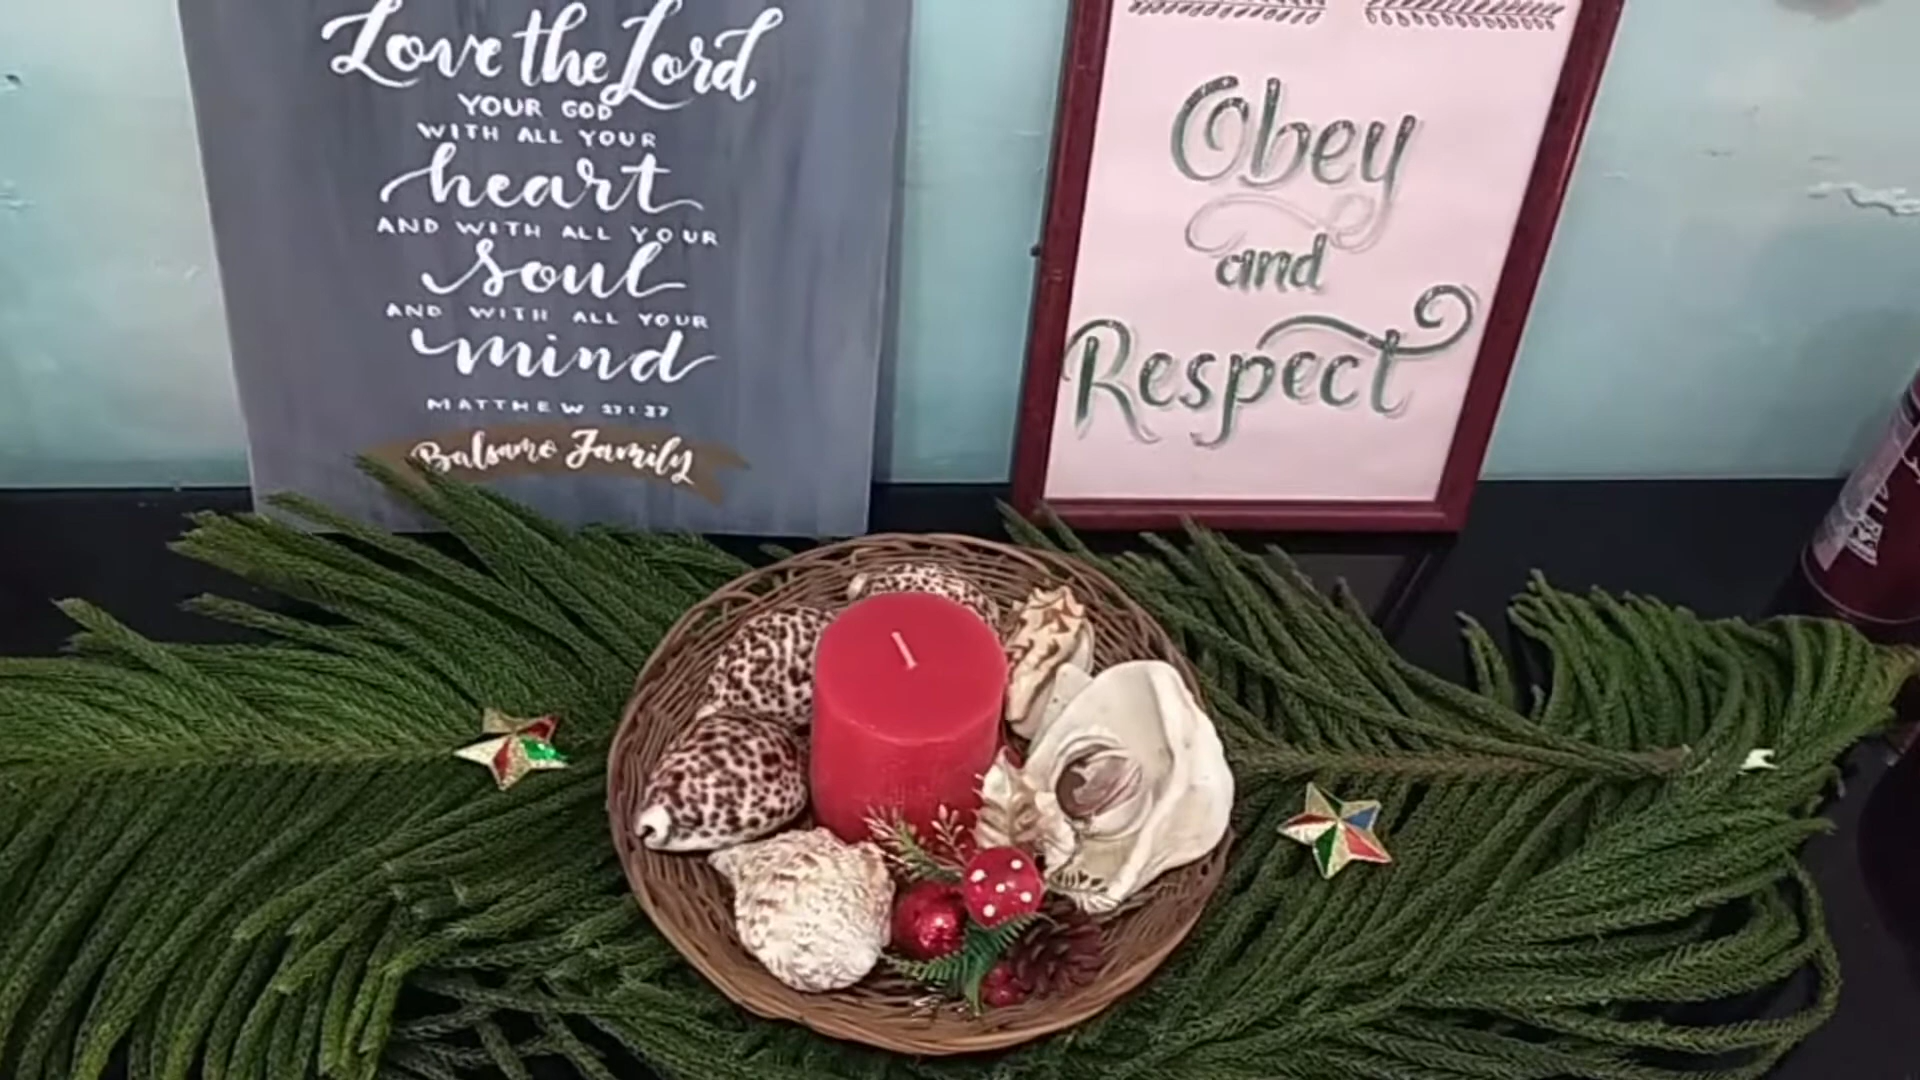 Love the Lord
YOUR GOD
WITH ALL YOUR
heart
AND WITH ALL YOUR
soul
AND WITH ALL YOUR
mind
MATTHEW
Balsamo Family
Obey
and
Respect